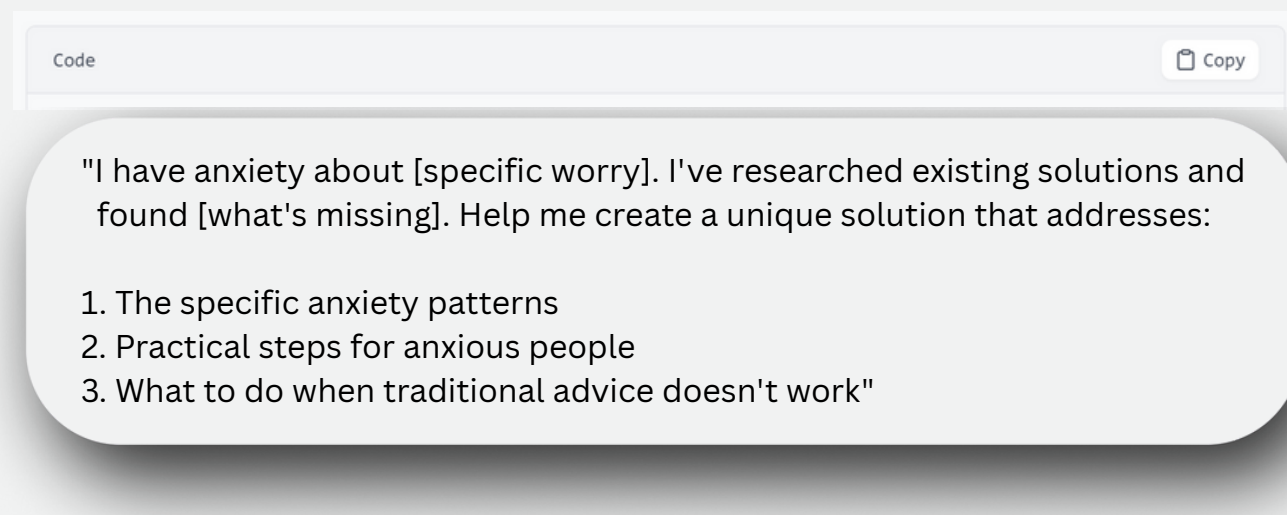 Code
Copy
"I have anxiety about [specific worry]. I've researched existing solutions and
found [what's missing]. Help me create a unique solution that addresses:
1. The specific anxiety patterns
2. Practical steps for anxious people
3. What to do when traditional advice doesn't work"